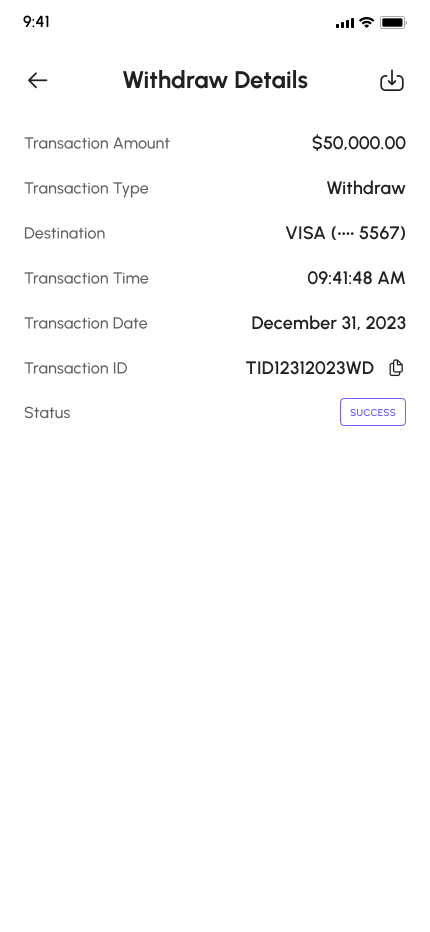 9:41
Withdraw Details
Transaction Amount $50,000.00
Transaction Type Withdraw
Destination VISA (•••• 5567)
Transaction Time 09:41:48 AM
Transaction Date December 31, 2023
Transaction ID TID12312023WD
Status SUCCESS